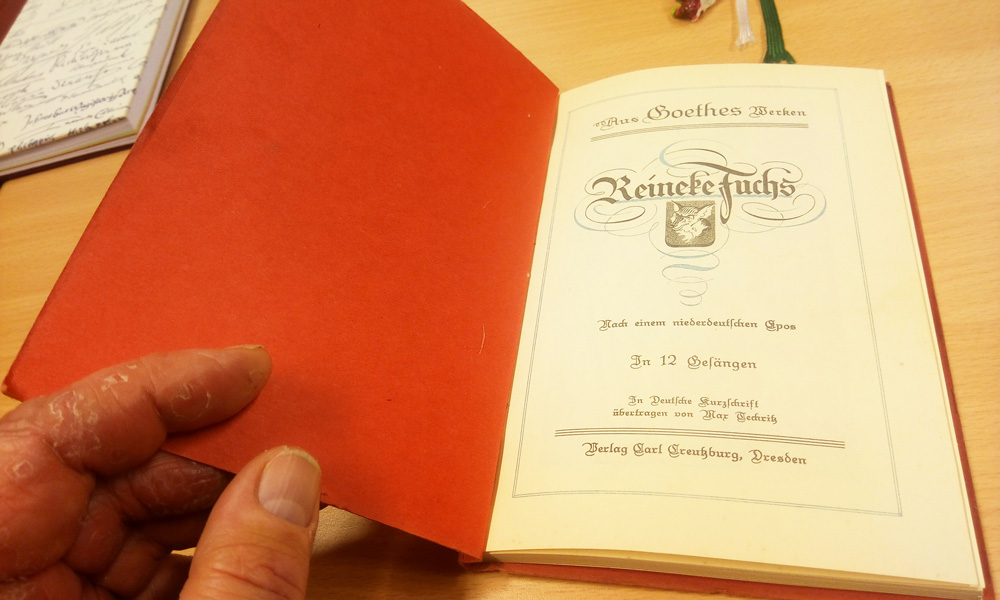 Aus Goethes Werken
Reineke Fuchs
Nach einem niederdeutschen Epos
In 12 Gesängen
In Deutsche Kurzschrift
übertragen von Max Techritz
Verlag Carl Creutzburg, Dresden